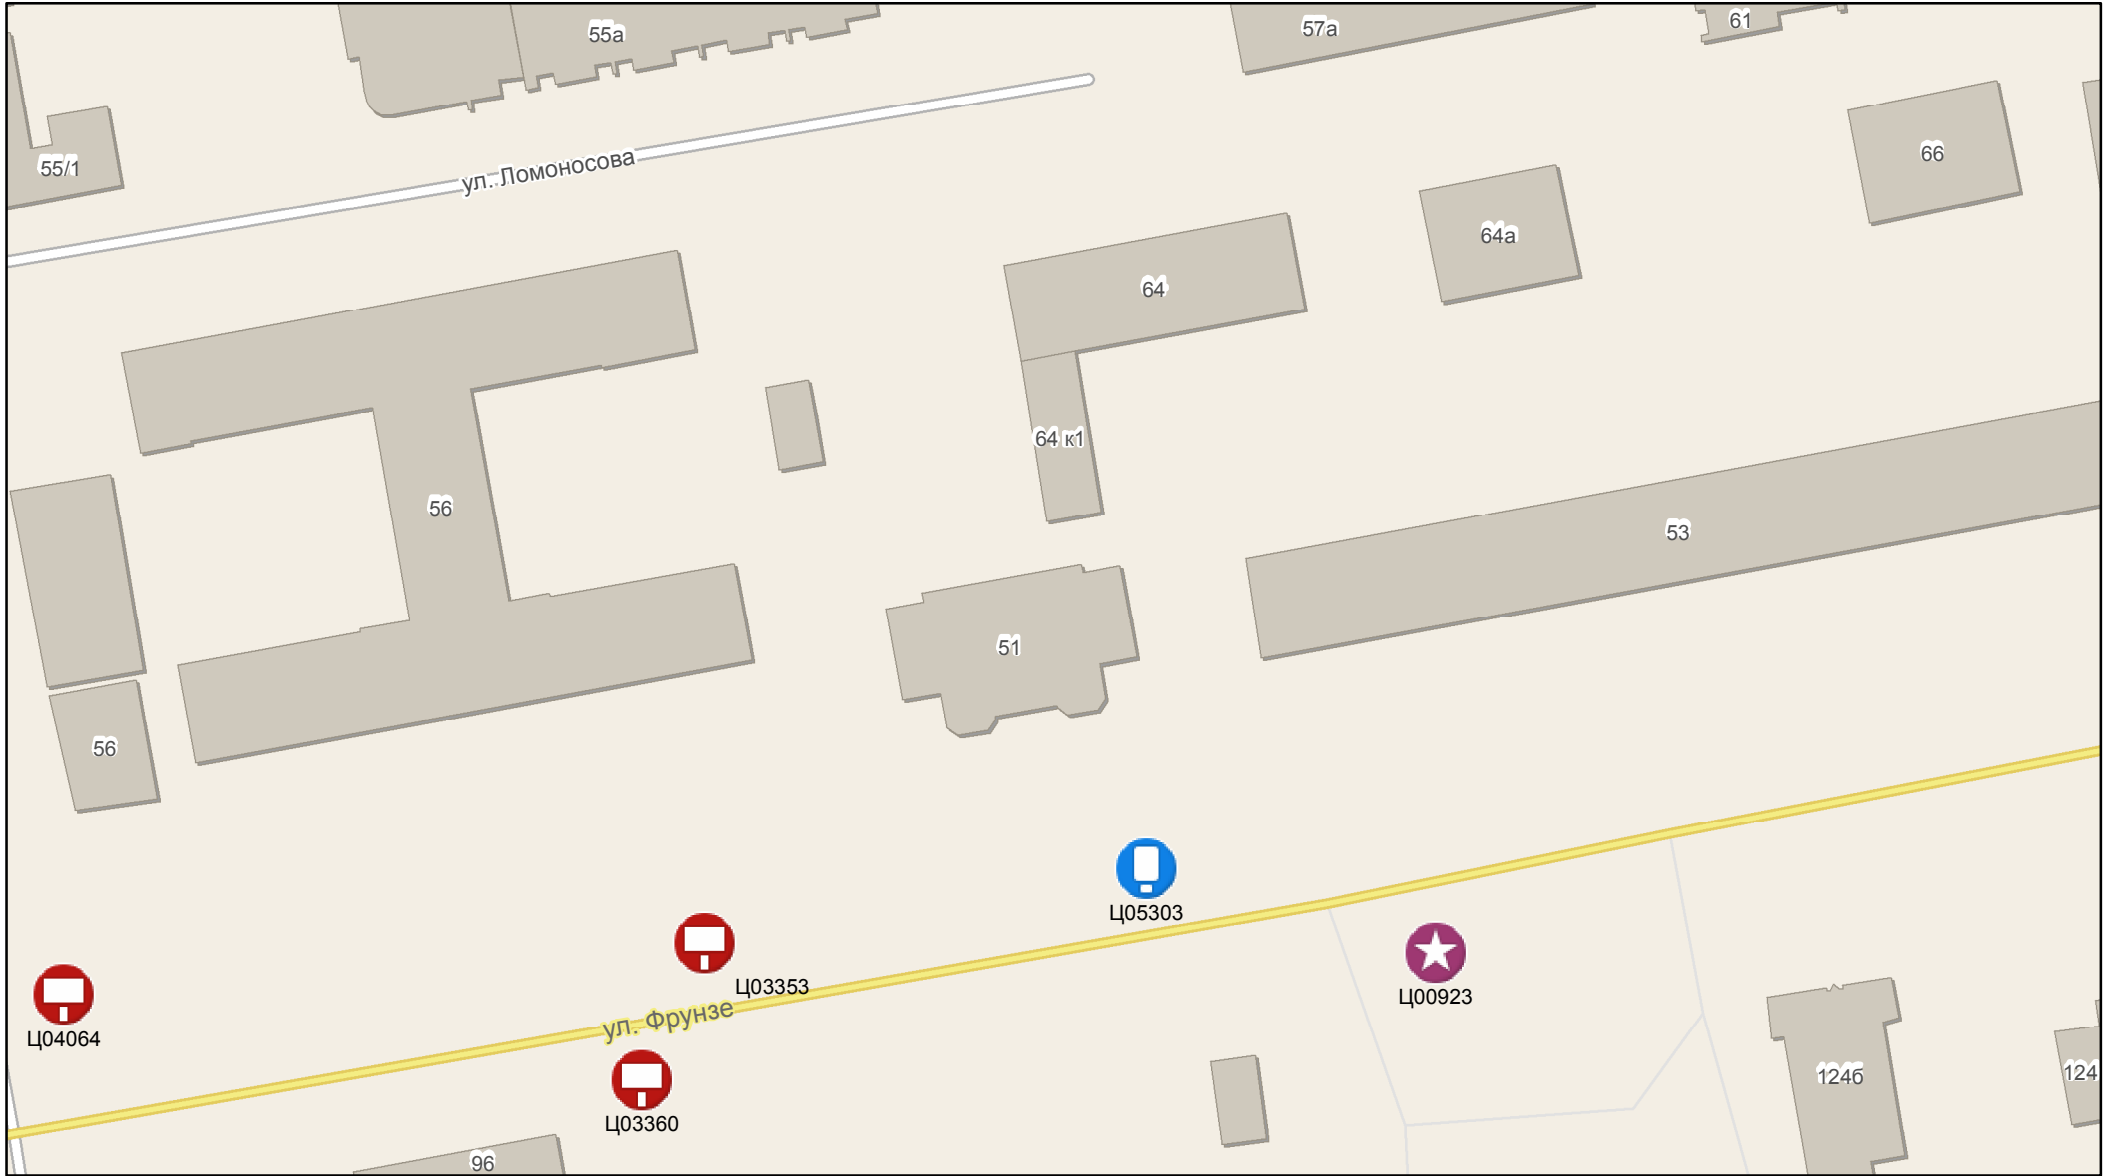 55а
57а
61
55/1
ул. Ломоносова
66
64а
64
64 к1
56
53
51
56
Ц05303
Ц03353
Ц00923
ул. Фрунзе
Ц04064
124б
124
Ц03360
96